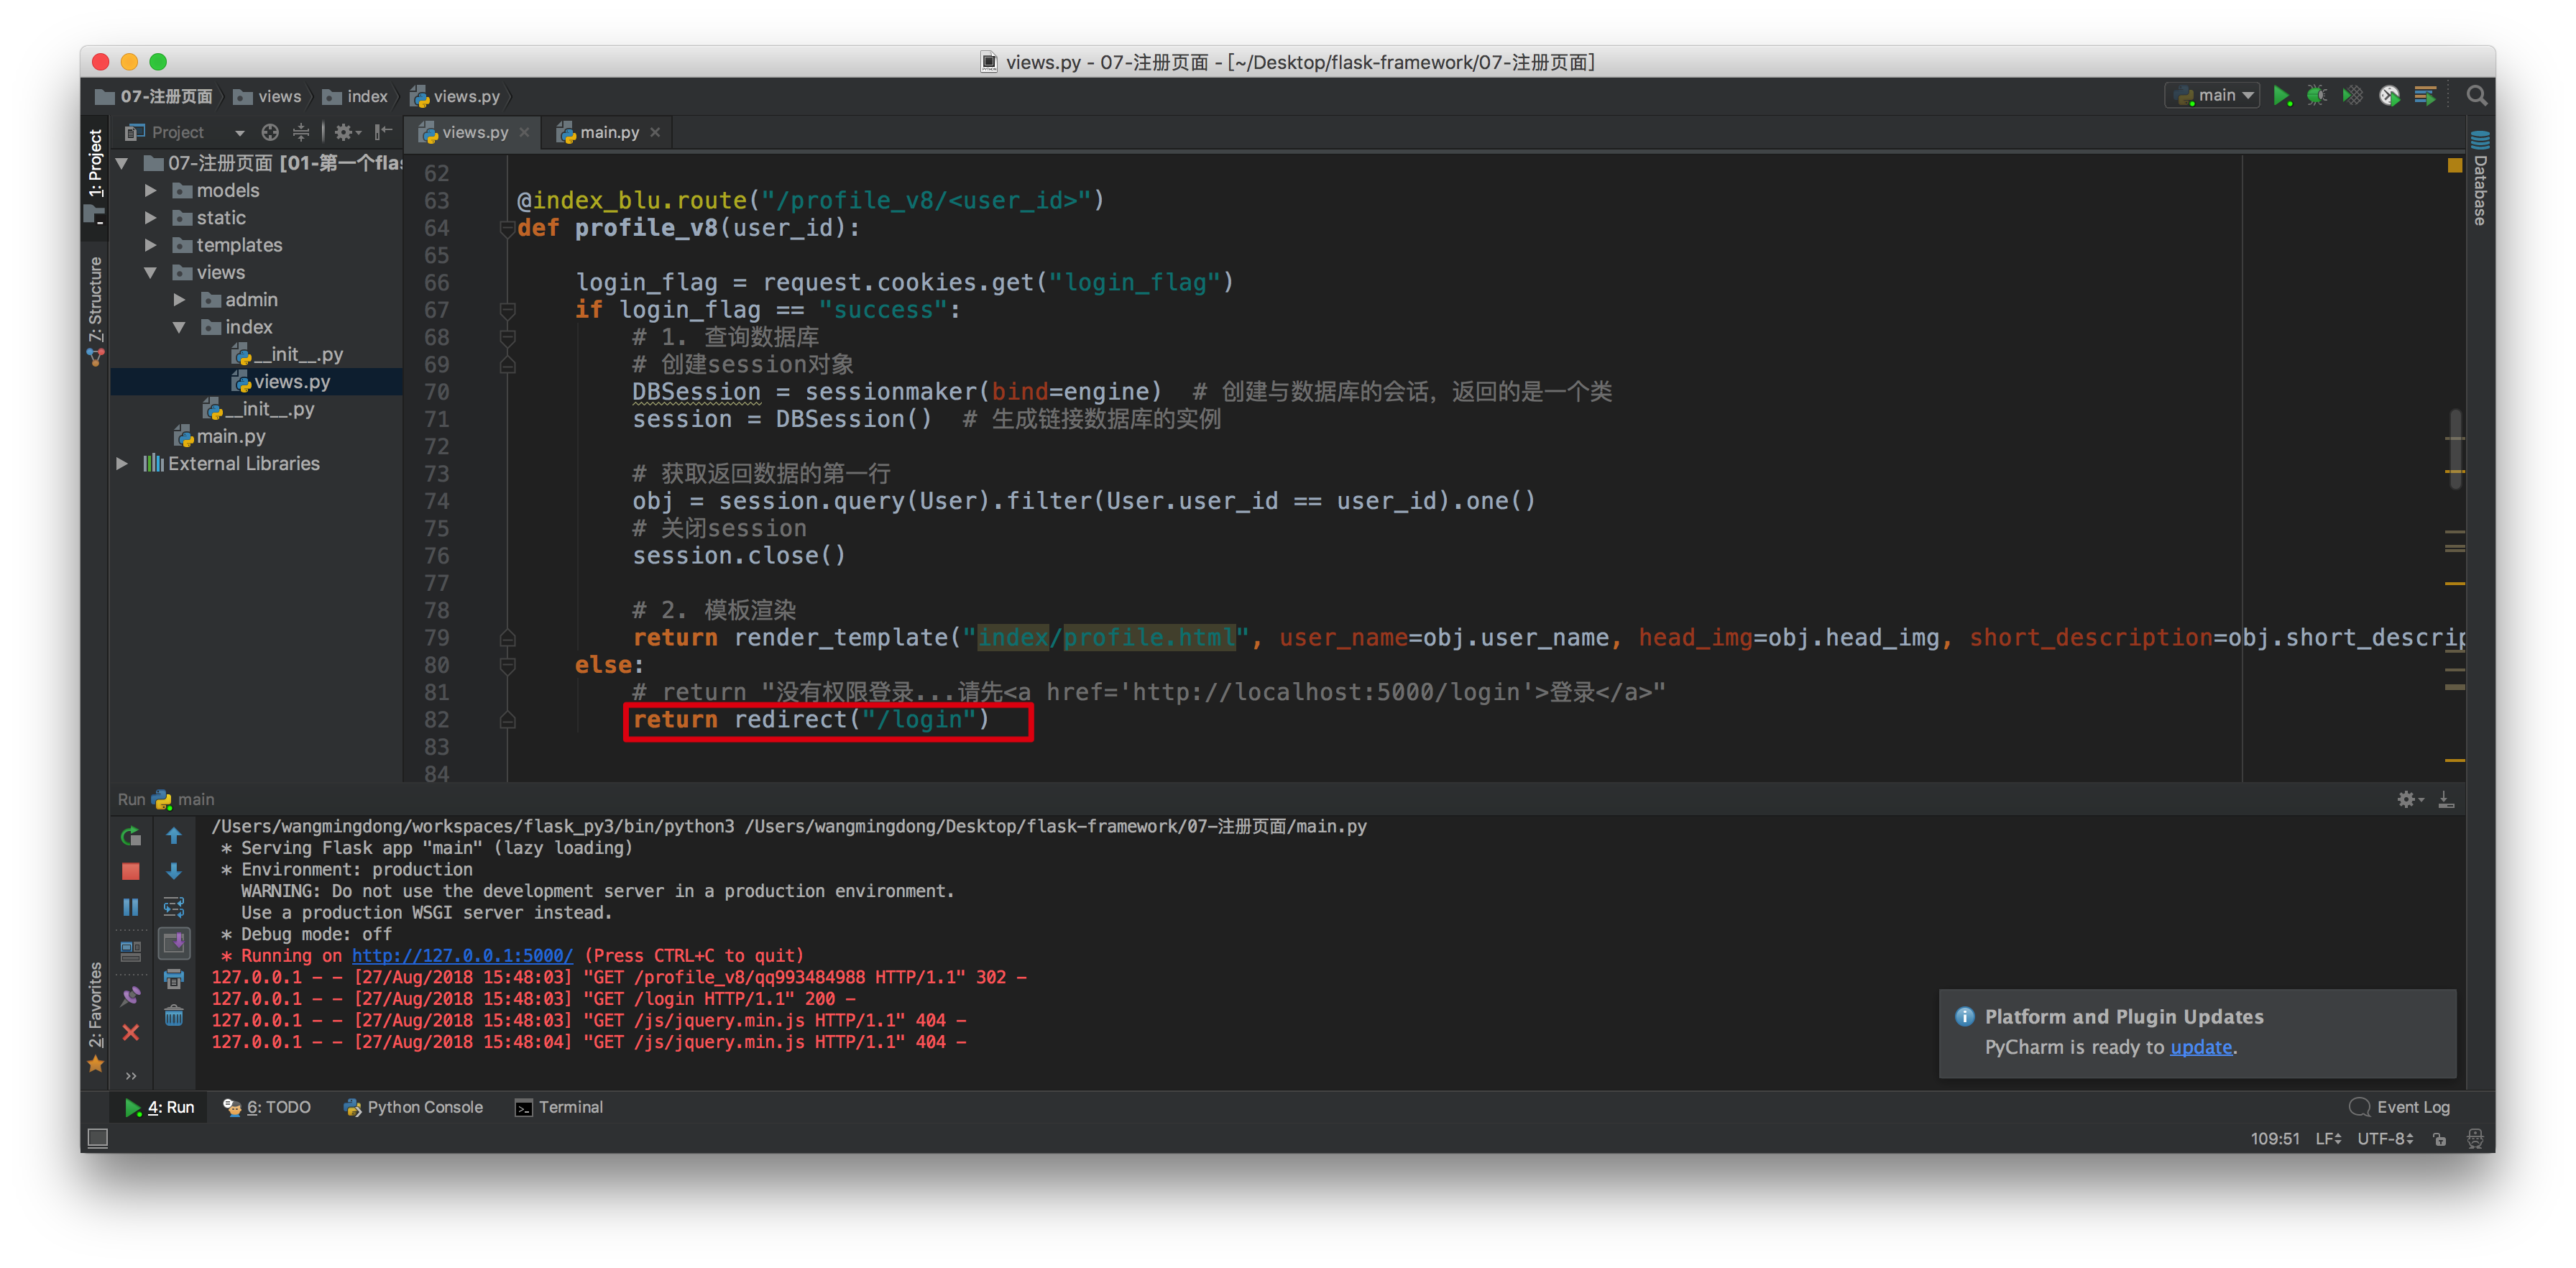 views.py - 07-注册页面 - [~/Desktop/flask-framework/07-注册页面]
07-注册页面 views index views.py
main
Project
views.py
main.py
1: Project
Z: Structure
2: Favorites
Database
07-注册页面 [01-第一个flas
models
static
templates
views
admin
index
__init__.py
views.py
__init__.py
main.py
External Libraries
62
63 @index_blu.route("/profile_v8/<user_id>")
64 def profile_v8(user_id):
65
66 login_flag = request.cookies.get("login_flag")
67 if login_flag == "success":
68 # 1. 查询数据库
69 # 创建session对象
70 DBSession = sessionmaker(bind=engine)  # 创建与数据库的会话，返回的是一个类
71 session = DBSession()  # 生成链接数据库的实例
72
73 # 获取返回数据的第一行
74 obj = session.query(User).filter(User.user_id == user_id).one()
75 # 关闭session
76 session.close()
77
78 # 2. 模板渲染
79 return render_template("index/profile.html", user_name=obj.user_name, head_img=obj.head_img, short_description=obj.short_descrip
80 else:
81 # return "没有权限登录...请先<a href='http://localhost:5000/login'>登录</a>"
82 return redirect("/login")
83
84
Run main
/Users/wangmingdong/workspaces/flask_py3/bin/python3 /Users/wangmingdong/Desktop/flask-framework/07-注册页面/main.py
* Serving Flask app "main" (lazy loading)
* Environment: production
WARNING: Do not use the development server in a production environment.
Use a production WSGI server instead.
* Debug mode: off
* Running on http://127.0.0.1:5000/ (Press CTRL+C to quit)
127.0.0.1 - - [27/Aug/2018 15:48:03] "GET /profile_v8/qq993484988 HTTP/1.1" 302 -
127.0.0.1 - - [27/Aug/2018 15:48:03] "GET /login HTTP/1.1" 200 -
127.0.0.1 - - [27/Aug/2018 15:48:03] "GET /js/jquery.min.js HTTP/1.1" 404 -
127.0.0.1 - - [27/Aug/2018 15:48:04] "GET /js/jquery.min.js HTTP/1.1" 404 -
Platform and Plugin Updates
PyCharm is ready to update.
4: Run 6: TODO Python Console Terminal
Event Log
109:51 LF UTF-8